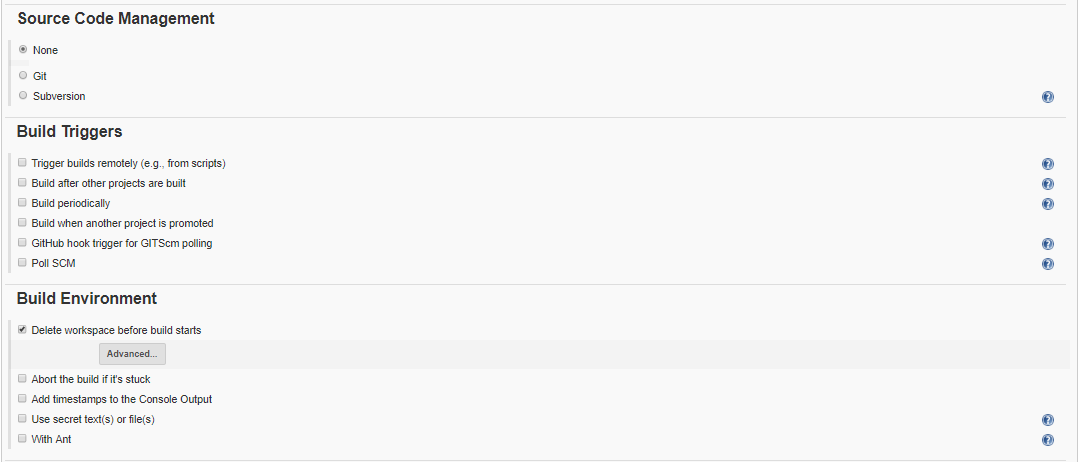 Source Code Management
None
Git
Subversion
Build Triggers
Trigger builds remotely (e.g., from scripts)
Build after other projects are built
Build periodically
Build when another project is promoted
GitHub hook trigger for GITScm polling
Poll SCM
Build Environment
Delete workspace before build starts
Advanced...
Abort the build if it's stuck
Add timestamps to the Console Output
Use secret text(s) or file(s)
With Ant